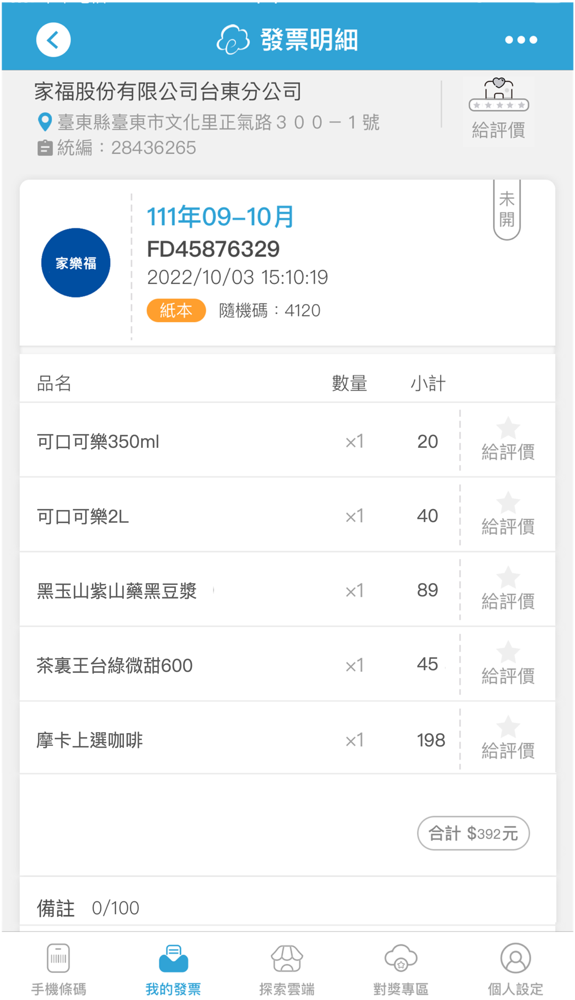 發票明細
家福股份有限公司台東分公司
臺東縣臺東市文化里正氣路３００－１號
給評價
統編：28436265
未開
111年09-10月
FD45876329
家樂福
2022/10/03 15:10:19
紙本 隨機碼：4120
品名 數量 小計
可口可樂350ml ×1 20 給評價
可口可樂2L ×1 40 給評價
黑玉山紫山藥黑豆漿 ×1 89 給評價
茶裏王台綠微甜600 ×1 45 給評價
摩卡上選咖啡 ×1 198 給評價
合計 $392元
備註 0/100
手機條碼 我的發票 探索雲端 對獎專區 個人設定